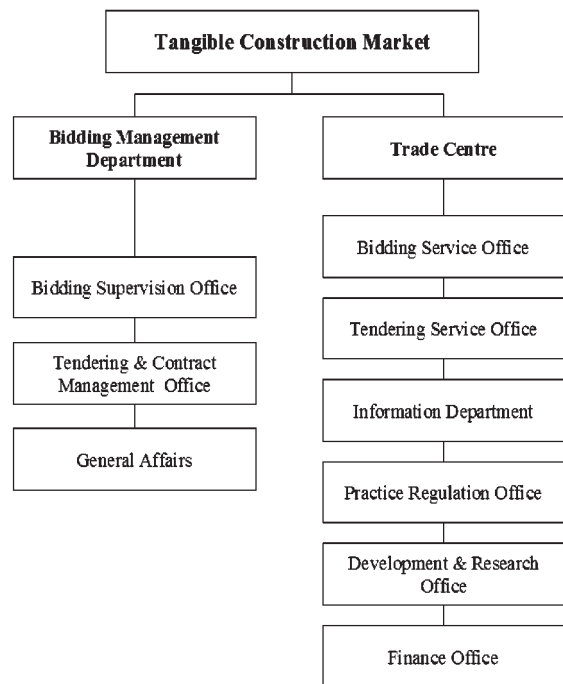 Tangible Construction Market
Bidding Management
Department
Bidding Supervision Office
Tendering & Contract
Management Office
General Affairs
Trade Centre
Bidding Service Office
Tendering Service Office
Information Department
Practice Regulation Office
Development & Research
Office
Finance Office